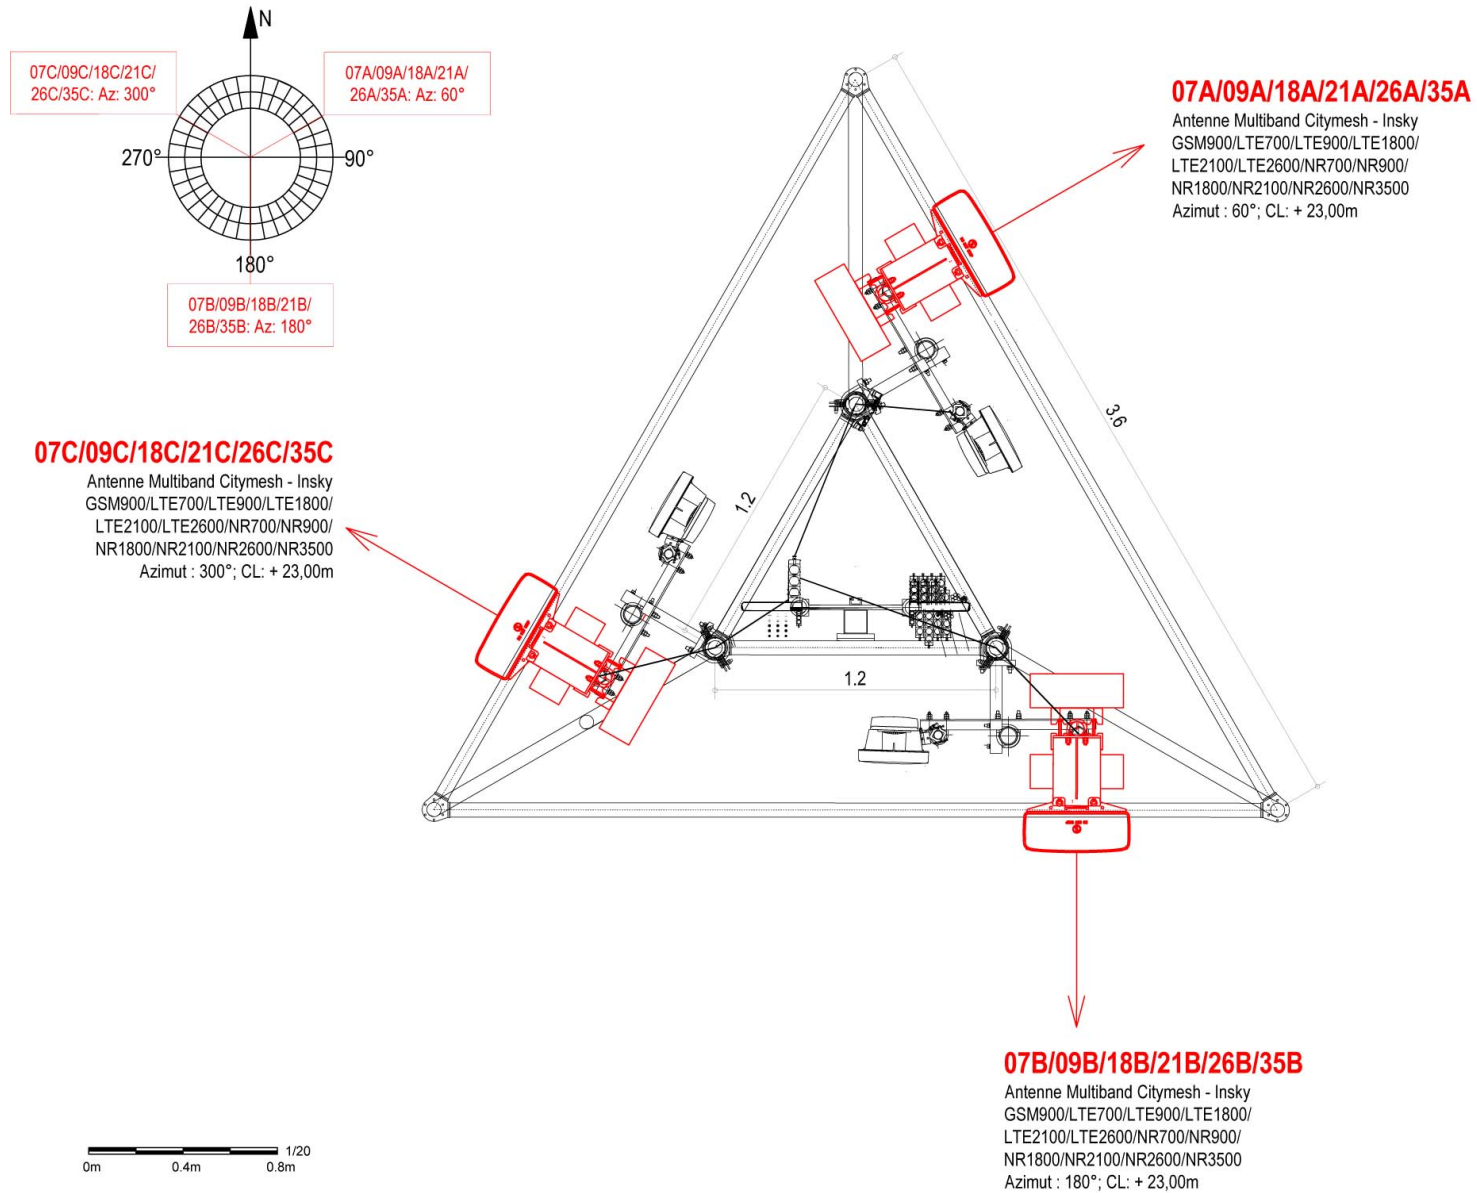 N
07C/09C/18C/21C/
26C/35C: Az: 300°
07A/09A/18A/21A/
26A/35A: Az: 60°
270°
90°
180°
07B/09B/18B/21B/
26B/35B: Az: 180°
07A/09A/18A/21A/26A/35A
Antenne Multiband Citymesh - Insky
GSM900/LTE700/LTE900/LTE1800/
LTE2100/LTE2600/NR700/NR900/
NR1800/NR2100/NR2600/NR3500
Azimut : 60°; CL: + 23,00m
3.6
1.2
1.2
07C/09C/18C/21C/26C/35C
Antenne Multiband Citymesh - Insky
GSM900/LTE700/LTE900/LTE1800/
LTE2100/LTE2600/NR700/NR900/
NR1800/NR2100/NR2600/NR3500
Azimut : 300°; CL: + 23,00m
07B/09B/18B/21B/26B/35B
Antenne Multiband Citymesh - Insky
GSM900/LTE700/LTE900/LTE1800/
LTE2100/LTE2600/NR700/NR900/
NR1800/NR2100/NR2600/NR3500
Azimut : 180°; CL: + 23,00m
1/20
0m 0.4m 0.8m